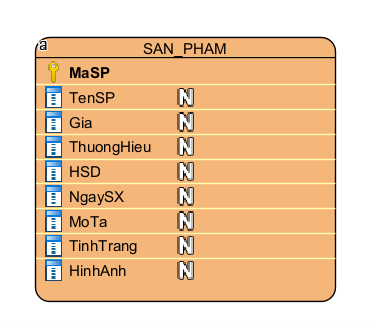 a
SAN_PHAM
MaSP
TenSP N
Gia N
ThuongHieu N
HSD N
NgaySX N
MoTa N
TinhTrang N
HinhAnh N